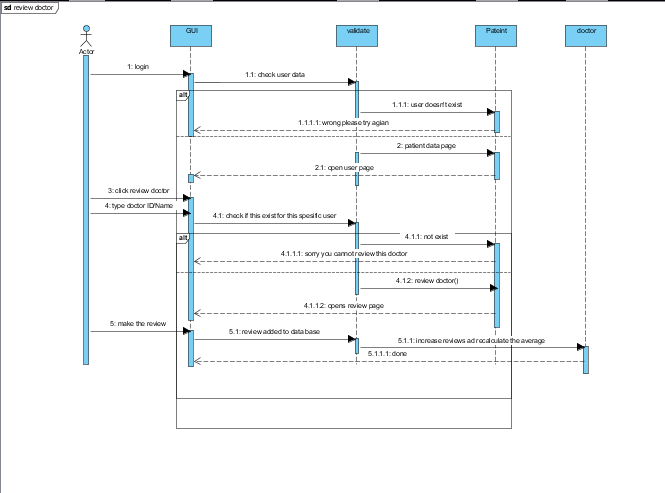 sd review doctor
GUI
validate
Pateint
doctor
Actor
1: login
1.1: check user data
alt
1.1.1: user doesn't exist
1.1.1.1: wrong please try agian
2: patient data page
2.1: open user page
3: click review doctor
4: type doctor ID/Name
4.1: check if this exist for this spesific user
alt
4.1.1: not exist
4.1.1.1: sorry you cannot review this doctor
4.1.2: review doctor()
4.1.1.2: opens review page
5: make the review
5.1: review added to data base
5.1.1: increase reviews ad recalculate the average
5.1.1.1: done